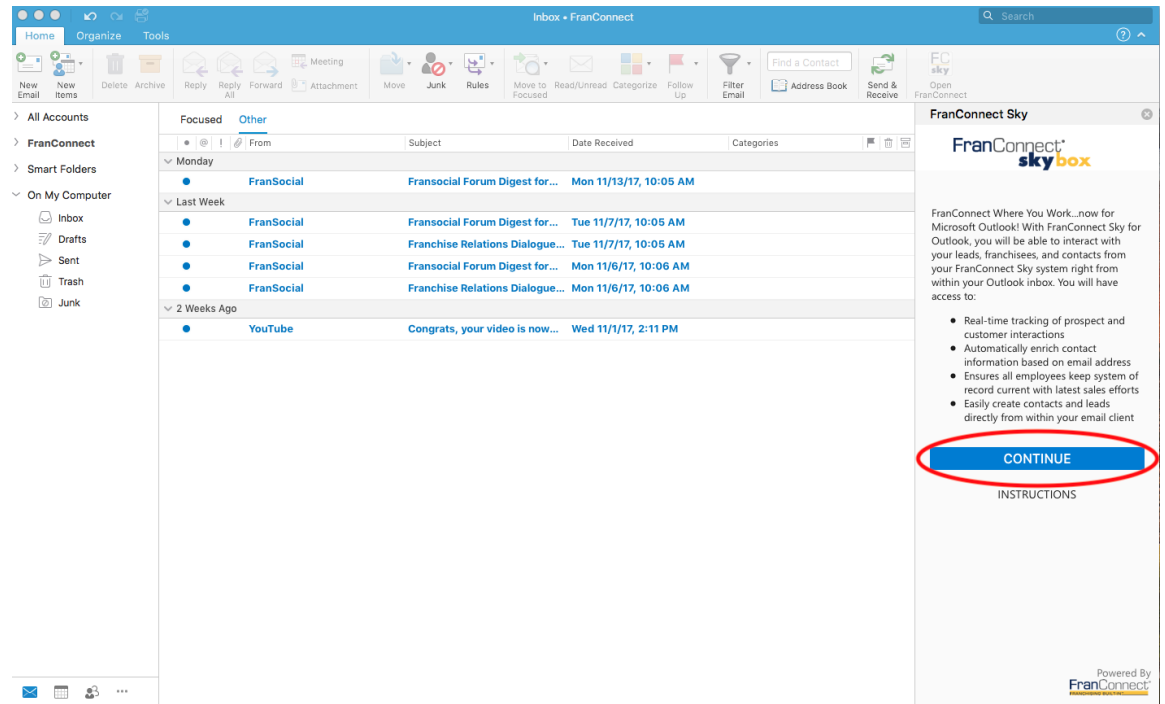 Inbox • FranConnect
Search
Home Organize Tools
New Email
New Items
Delete
Archive
Reply
Reply All
Forward
Meeting
Attachment
Move
Junk
Rules
Move to Focused
Read/Unread
Categorize
Follow Up
Filter Email
Find a Contact
Address Book
Send & Receive
FC sky
Open FranConnect
All Accounts
FranConnect
Smart Folders
On My Computer
Inbox
Drafts
Sent
Trash
Junk
Focused Other
@ ! From Subject Date Received Categories
Monday
FranSocial Fransocial Forum Digest for... Mon 11/13/17, 10:05 AM
Last Week
FranSocial Fransocial Forum Digest for... Tue 11/7/17, 10:05 AM
FranSocial Franchise Relations Dialogue... Tue 11/7/17, 10:05 AM
FranSocial Fransocial Forum Digest for... Mon 11/6/17, 10:06 AM
FranSocial Franchise Relations Dialogue... Mon 11/6/17, 10:06 AM
2 Weeks Ago
YouTube Congrats, your video is now... Wed 11/1/17, 2:11 PM
FranConnect Sky
FranConnect
skybox
FranConnect Where You Work...now for
Microsoft Outlook! With FranConnect Sky for
Outlook, you will be able to interact with
your leads, franchisees, and contacts from
your FranConnect Sky system right from
within your Outlook inbox. You will have
access to:
• Real-time tracking of prospect and
customer interactions
• Automatically enrich contact
information based on email address
• Ensures all employees keep system of
record current with latest sales efforts
• Easily create contacts and leads
directly from within your email client
CONTINUE
INSTRUCTIONS
Powered By
FranConnect